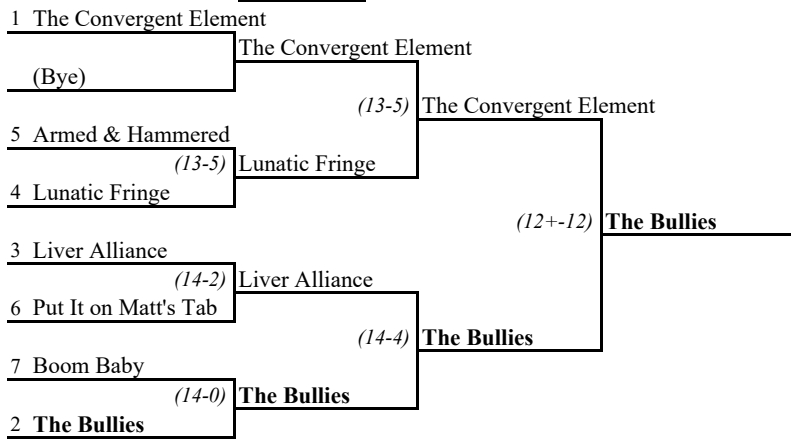 1 The Convergent Element
The Convergent Element
(Bye)
(13-5) The Convergent Element
5 Armed & Hammered
(13-5) Lunatic Fringe
4 Lunatic Fringe
(12+-12) The Bullies
3 Liver Alliance
(14-2) Liver Alliance
6 Put It on Matt's Tab
(14-4) The Bullies
7 Boom Baby
(14-0) The Bullies
2 The Bullies